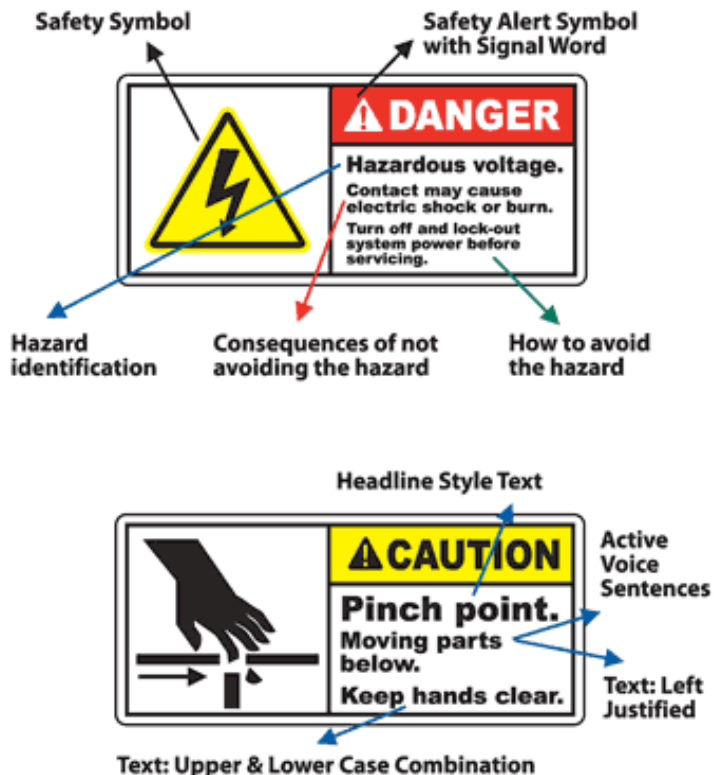 Safety Symbol
Safety Alert Symbol
with Signal Word
DANGER
Hazardous voltage.
Contact may cause
electric shock or burn.
Turn off and lock-out
system power before
servicing.
Hazard
identification
Consequences of not
avoiding the hazard
How to avoid
the hazard
Headline Style Text
CAUTION
Pinch point.
Moving parts
below.
Keep hands clear.
Active
Voice
Sentences
Text: Left
Justified
Text: Upper & Lower Case Combination